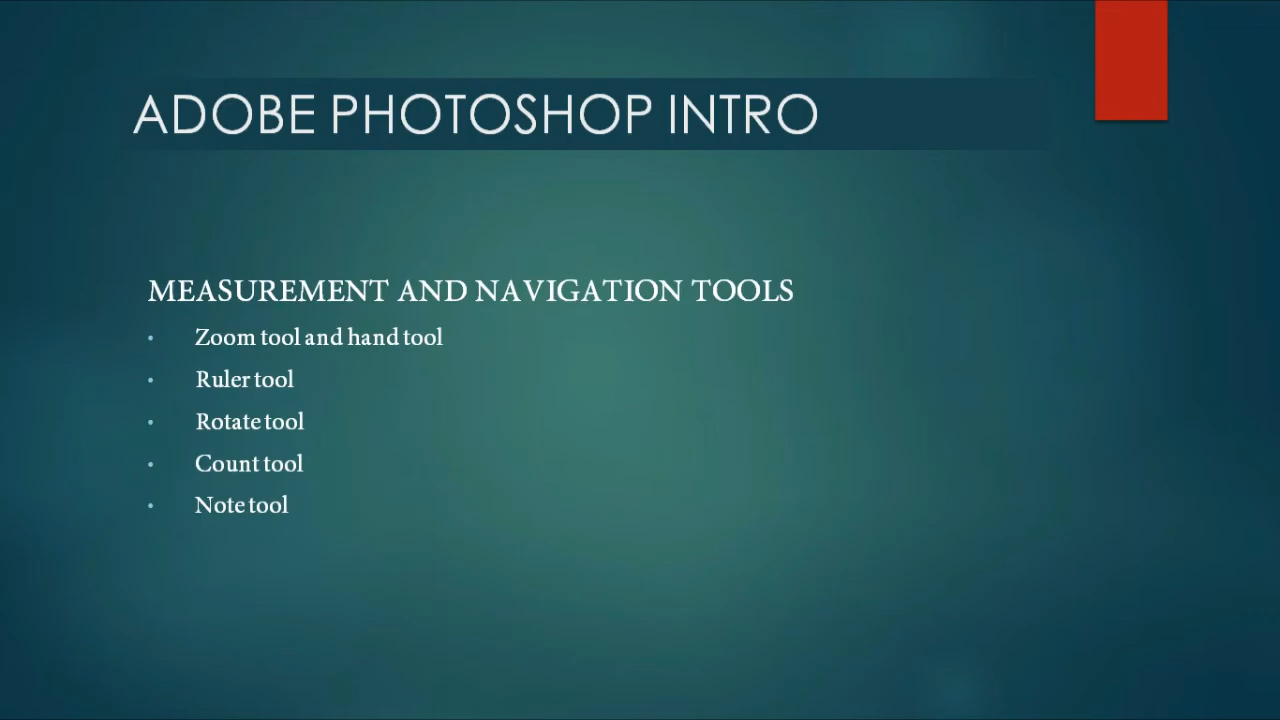 ADOBE PHOTOSHOP INTRO
MEASUREMENT AND NAVIGATION TOOLS
• Zoom tool and hand tool
• Ruler tool
• Rotate tool
• Count tool
• Note tool